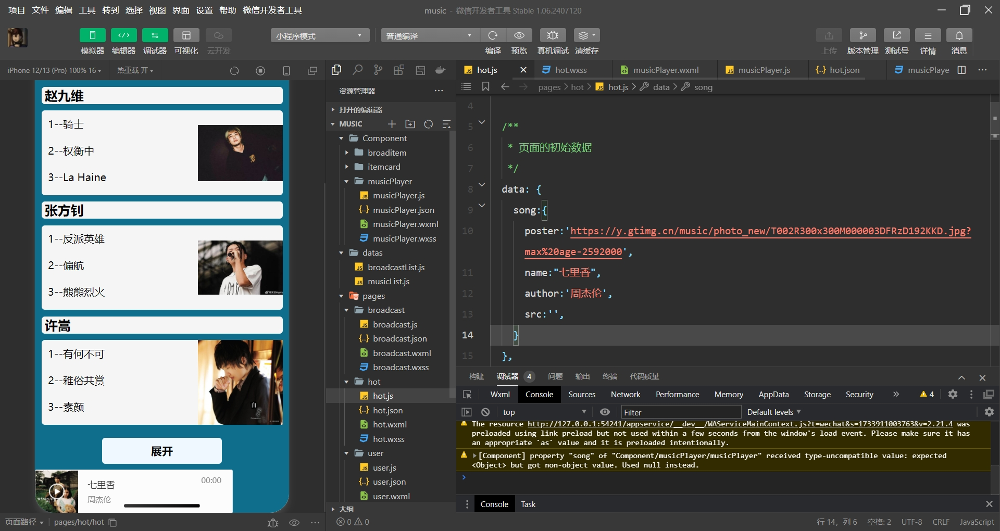 项目 文件 编辑 工具 转到 选择 视图 界面 设置 帮助 微信开发者工具
music - 微信开发者工具 Stable 1.06.2407120
小程序模式
普通编译
模拟器 编辑器 调试器 可视化 云开发
编译 预览 真机调试 清缓存
上传 版本管理 测试号 详情 消息
iPhone 12/13 (Pro) 100% 16
热重载 开
赵九维
1--骑士
2--权衡中
3--La Haine
张方钊
1--反派英雄
2--偏航
3--熊熊烈火
许嵩
1--有何不可
2--雅俗共赏
3--素颜
展开
七里香
00:00
周杰伦
页面路径
pages/hot/hot
资源管理器
打开的编辑器
MUSIC
Component
broaditem
itemcard
musicPlayer
musicPlayer.js
musicPlayer.json
musicPlayer.wxml
musicPlayer.wxss
datas
broadcastList.js
musicList.js
pages
broadcast
broadcast.js
broadcast.json
broadcast.wxml
broadcast.wxss
hot
hot.js
hot.json
hot.wxml
hot.wxss
user
user.js
user.json
user.wxml
大纲
0 0
hot.js
hot.wxss
musicPlayer.wxml
musicPlayer.js
hot.json
musicPlaye
pages > hot > hot.js > data > song
4
5 /**
6 * 页面的初始数据
7 */
8 data: {
9 song:{
10 poster:'https://y.gtimg.cn/music/photo_new/T002R300x300M000003DFRzD192KKD.jpg?
max%20age-2592000',
11 name:"七里香",
12 author:'周杰伦',
13 src:'',
14 }
15 },
构建 调试器 4 问题 输出 终端 代码质量
Wxml Console Sources Network Performance Memory AppData Storage Security 4
top
Filter
Default levels
The resource http://127.0.0.1:54241/appservice/__dev__/WAServiceMainContext.js?t=wechat&s=1733911003763&v=2.21.4 was
preloaded using link preload but not used within a few seconds from the window's load event. Please make sure it has
an appropriate `as` value and it is preloaded intentionally.
[Component] property "song" of "Component/musicPlayer/musicPlayer" received type-uncompatible value: expected
<Object> but got non-object value. Used null instead.
Console Task
行 14，列 6 空格: 2 UTF-8 CRLF JavaScript